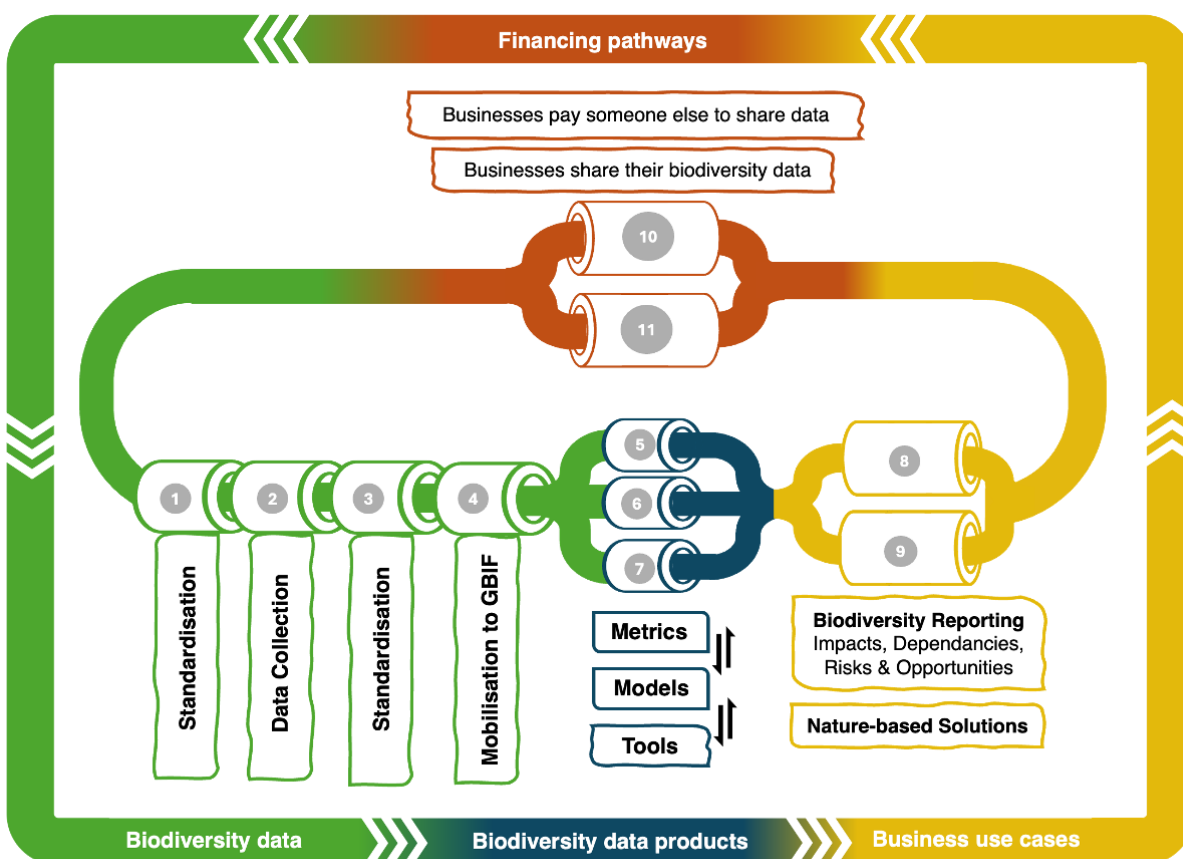 Financing pathways
Businesses pay someone else to share data
Businesses share their biodiversity data
10
11
1
2
3
4
5
6
7
8
9
Standardisation
Data Collection
Standardisation
Mobilisation to GBIF
Metrics
Models
Tools
Biodiversity Reporting
Impacts, Dependancies,
Risks & Opportunities
Nature-based Solutions
Biodiversity data
Biodiversity data products
Business use cases